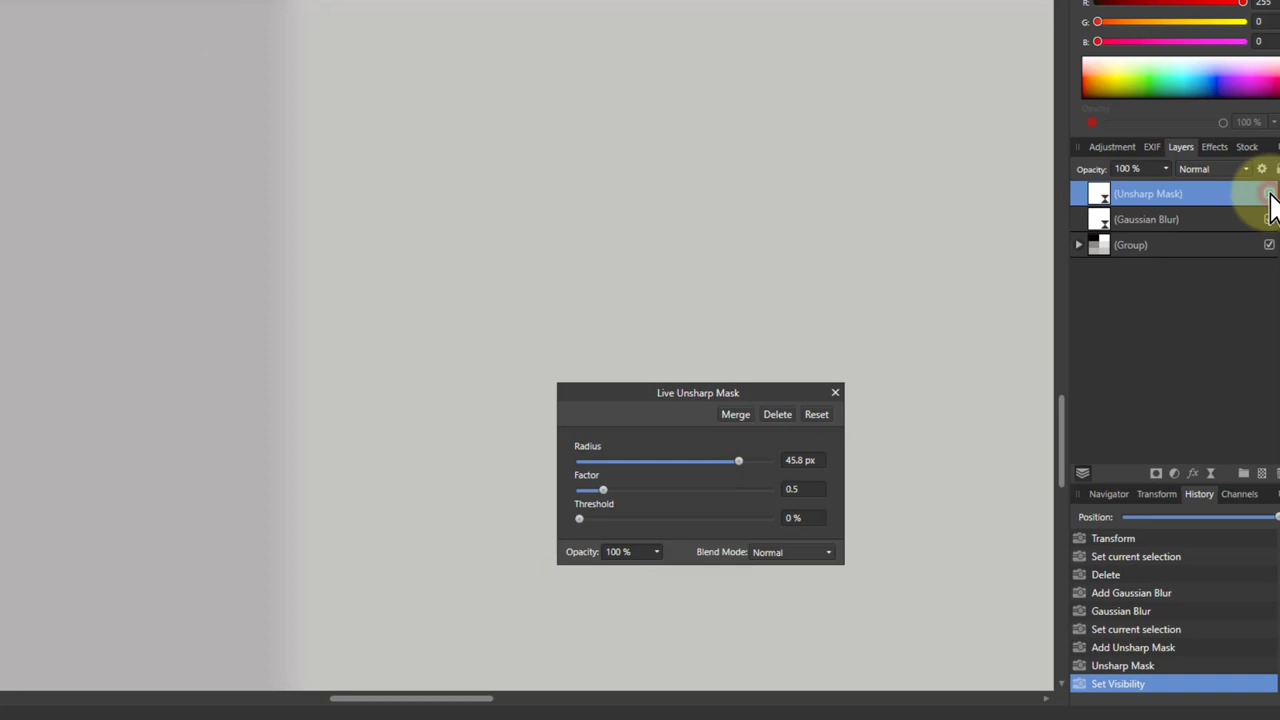 R: 255
G: 0
B: 0
Opacity
100 %
Adjustment EXIF Layers Effects Stock
Opacity: 100 % Normal
(Unsharp Mask)
(Gaussian Blur)
(Group)
Live Unsharp Mask
Merge Delete Reset
Radius
45.8 px
Factor
0.5
Threshold
0 %
Opacity: 100 % Blend Mode: Normal
Navigator Transform History Channels
Position:
Transform
Set current selection
Delete
Add Gaussian Blur
Gaussian Blur
Set current selection
Add Unsharp Mask
Unsharp Mask
Set Visibility